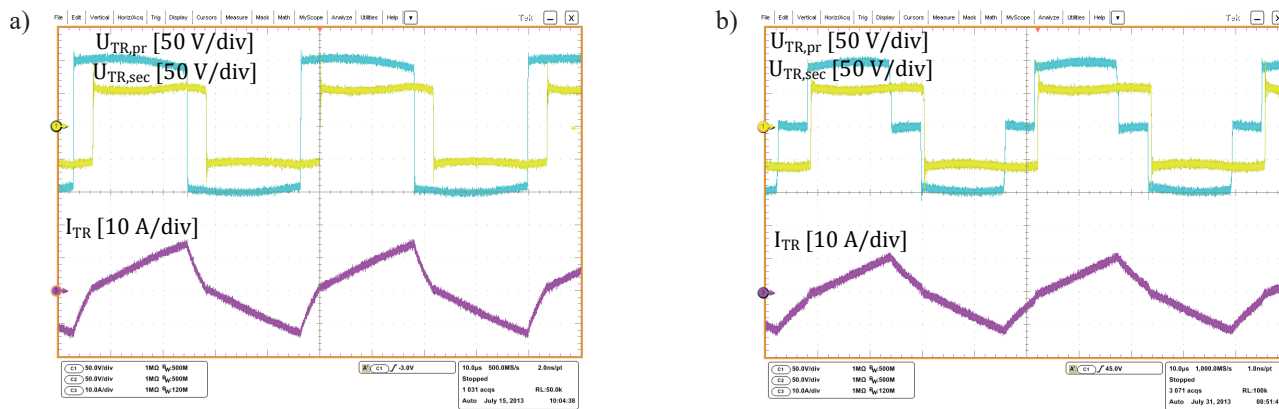 a)
File Edit Vertical Horiz/Acq Trig Display Cursors Measure Mask Math MyScope Analyze Utilities Help Tek X
U_TR,pr [50 V/div]
U_TR,sec [50 V/div]
I_TR [10 A/div]
C1 50.0V/div 1MΩ B_W:500M
C2 50.0V/div 1MΩ B_W:500M
C3 10.0A/div 1MΩ B_W:120M
A' C1 -3.0V
10.0µs 500.0MS/s 2.0ns/pt
Stopped
1 031 acqs RL:50.0k
Auto July 15, 2013 10:04:38
b)
File Edit Vertical Horiz/Acq Trig Display Cursors Measure Mask Math MyScope Analyze Utilities Help Tek X
U_TR,pr [50 V/div]
U_TR,sec [50 V/div]
I_TR [10 A/div]
C1 50.0V/div 1MΩ B_W:500M
C2 50.0V/div 1MΩ B_W:500M
C3 10.0A/div 1MΩ B_W:120M
A' C1 45.0V
10.0µs 1,000.0MS/s 1.0ns/pt
Stopped
3 071 acqs RL:100k
Auto July 31, 2013 08:51:4